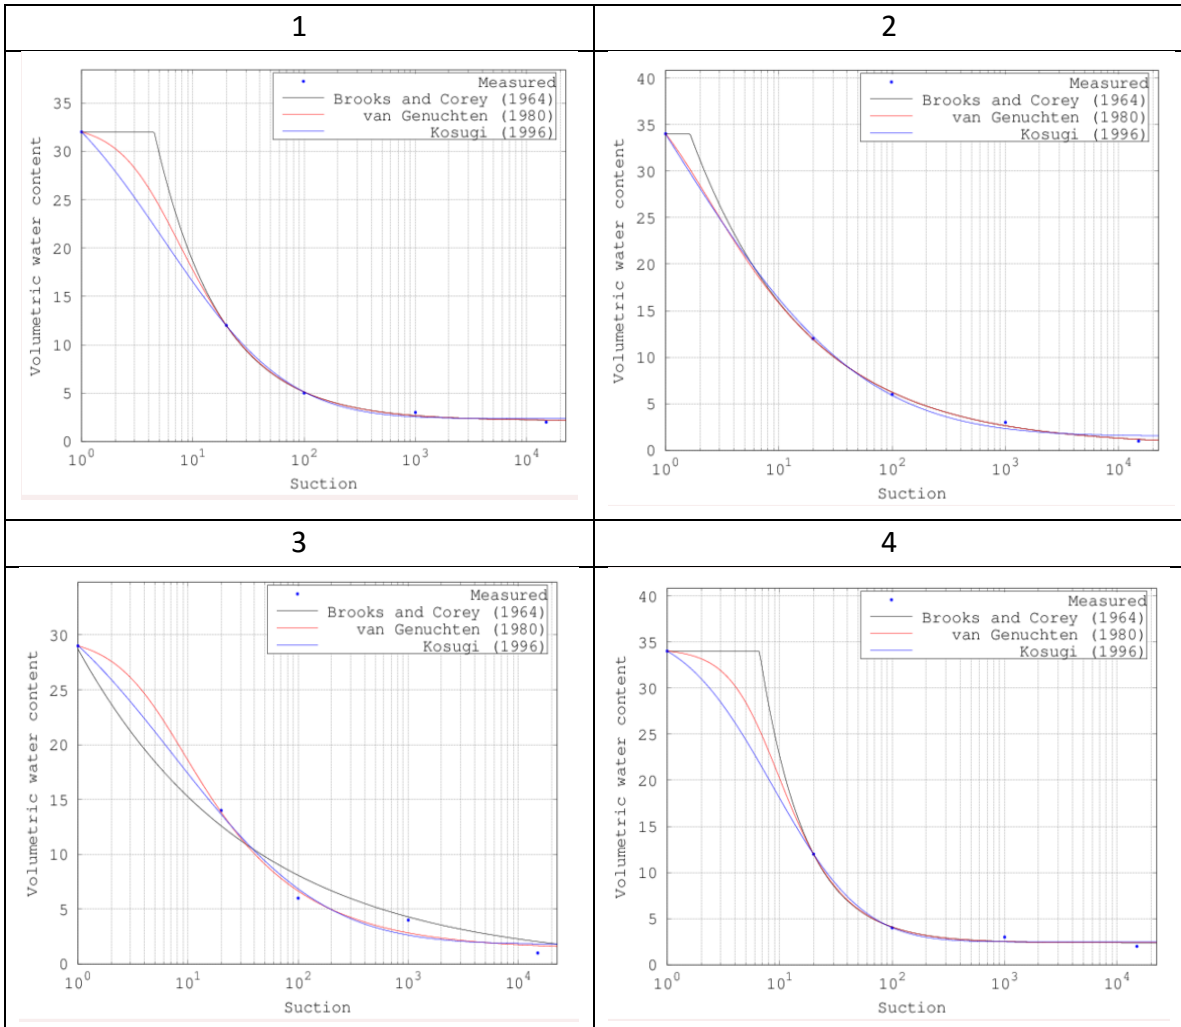 1
2
Measured
Brooks and Corey (1964)
van Genuchten (1980)
Kosugi (1996)
35
30
25
20
15
10
5
0
Volumetric water content
10^0
10^1
10^2
10^3
10^4
Suction
Measured
Brooks and Corey (1964)
van Genuchten (1980)
Kosugi (1996)
40
35
30
25
20
15
10
5
0
Volumetric water content
10^0
10^1
10^2
10^3
10^4
Suction
3
4
Measured
Brooks and Corey (1964)
van Genuchten (1980)
Kosugi (1996)
30
25
20
15
10
5
0
Volumetric water content
10^0
10^1
10^2
10^3
10^4
Suction
Measured
Brooks and Corey (1964)
van Genuchten (1980)
Kosugi (1996)
40
35
30
25
20
15
10
5
0
Volumetric water content
10^0
10^1
10^2
10^3
10^4
Suction